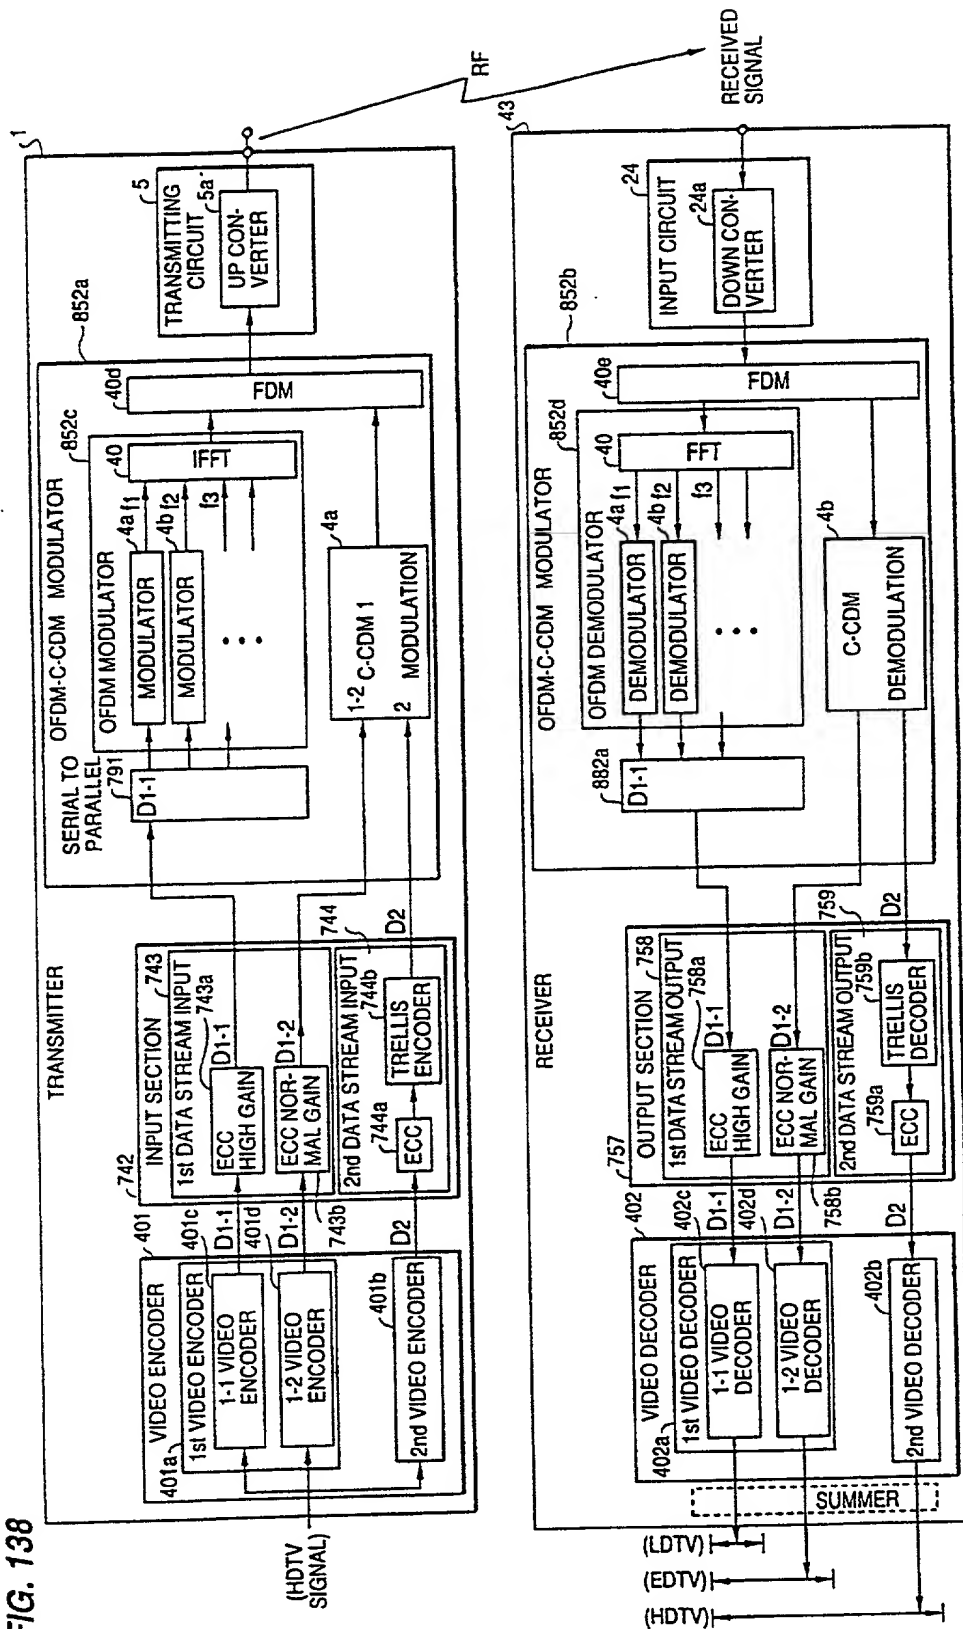 FIG. 138
TRANSMITTER
1
(HDTV
SIGNAL)
401
VIDEO ENCODER
401a
1st VIDEO ENCODER
401c
1-1 VIDEO
ENCODER
401d
1-2 VIDEO
ENCODER
401b
2nd VIDEO ENCODER
D1-1
D1-2
D2
742
INPUT SECTION
743
1st DATA STREAM INPUT
743a
ECC
HIGH GAIN
D1-1
ECC NOR-
MAL GAIN
D1-2
743b
744
2nd DATA STREAM INPUT
744a
ECC
744b
TRELLIS
ENCODER
D2
852a
OFDM-C-CDM MODULATOR
SERIAL TO
PARALLEL
791
D1-1
852c
OFDM MODULATOR
4a
MODULATOR
f1
4b
MODULATOR
f2
f3
40
IFFT
40d
FDM
4a
1-2 C-CDM 1
2 MODULATION
5
TRANSMITTING
CIRCUIT
5a
UP CON-
VERTER
RF
RECEIVED
SIGNAL
RECEIVER
43
24
INPUT CIRCUIT
24a
DOWN CON-
VERTER
852b
OFDM-C-CDM MODULATOR
40e
FDM
852d
OFDM DEMODULATOR
40
FFT
4a
DEMODULATOR
f1
4b
DEMODULATOR
f2
f3
882a
D1-1
4b
C-CDM
DEMODULATION
757
OUTPUT SECTION
758
1st DATA STREAM OUTPUT
758a
ECC
HIGH GAIN
D1-1
ECC NOR-
MAL GAIN
D1-2
758b
759
2nd DATA STREAM OUTPUT
759a
ECC
759b
TRELLIS
DECODER
D2
402
VIDEO DECODER
402a
1st VIDEO DECODER
402c
1-1 VIDEO
DECODER
D1-1
402d
1-2 VIDEO
DECODER
D1-2
402b
2nd VIDEO DECODER
D2
SUMMER
(LDTV)
(EDTV)
(HDTV)